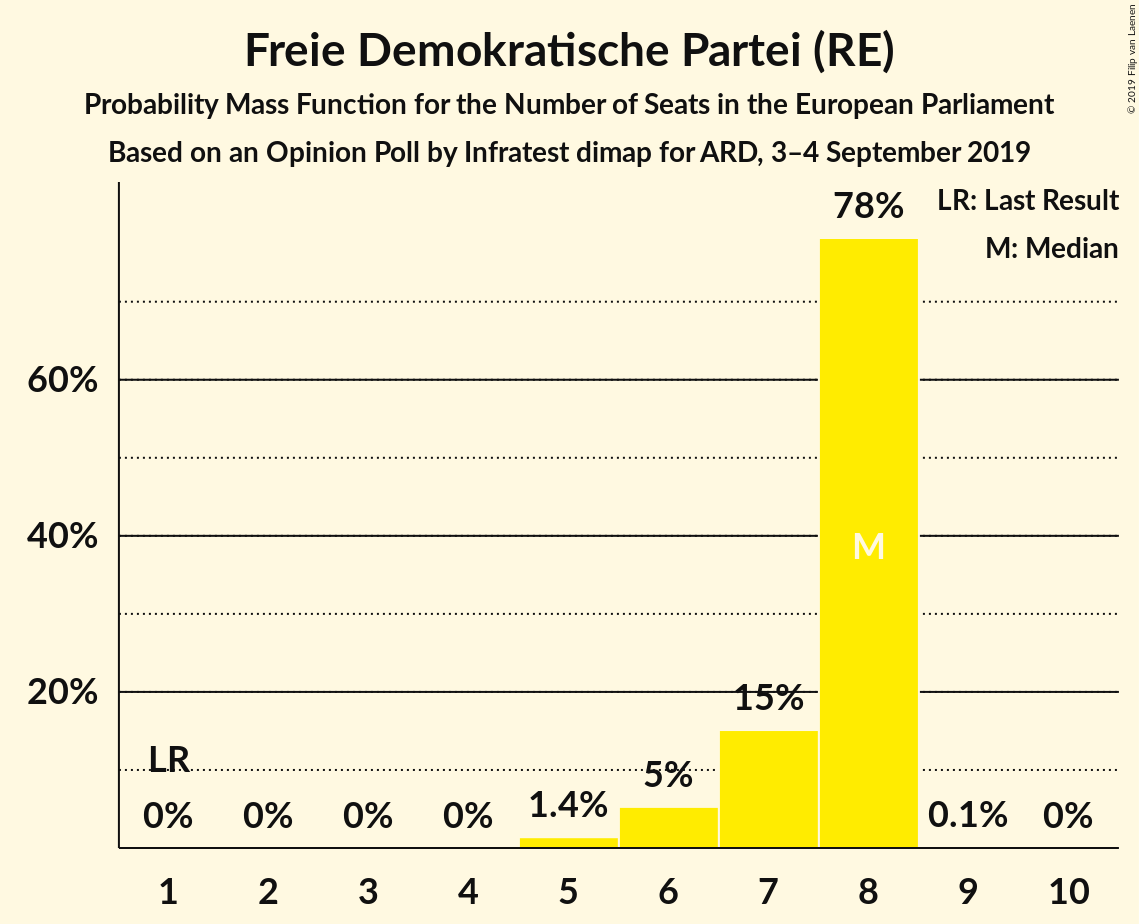 Freie Demokratische Partei (RE)
Probability Mass Function for the Number of Seats in the European Parliament
Based on an Opinion Poll by Infratest dimap for ARD, 3–4 September 2019
© 2019 Filip van Laenen
LR: Last Result
M: Median
78%
60%
40%
M
20%
15%
LR
5%
1.4%
0% 0% 0% 0% 0.1% 0%
1 2 3 4 5 6 7 8 9 10